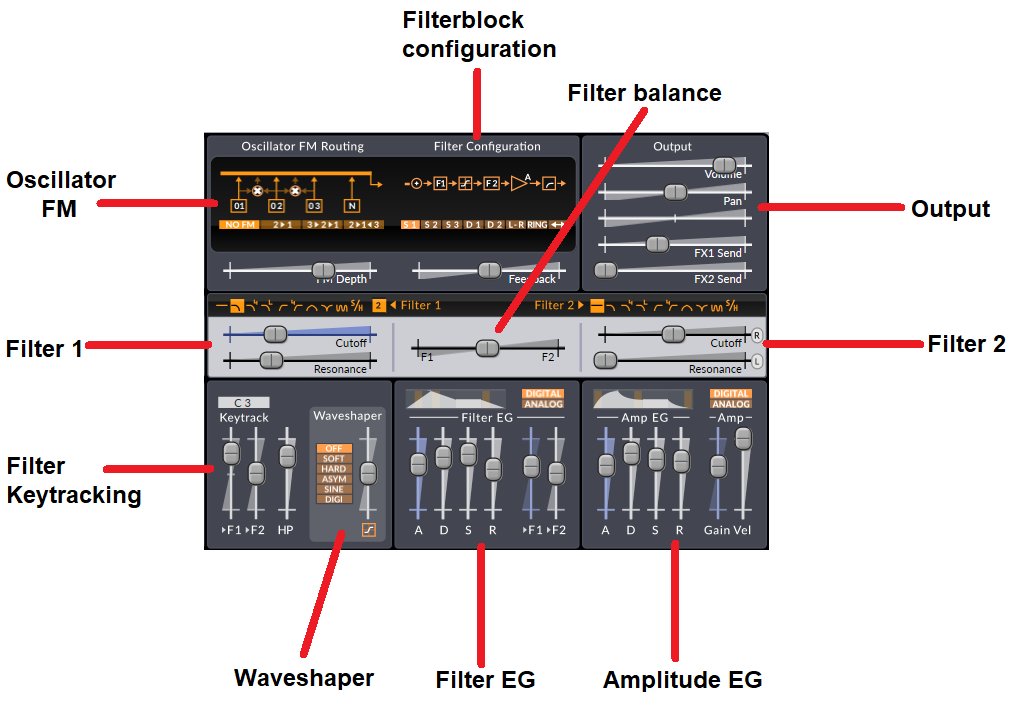 Filterblock
configuration
Filter balance
Oscillator
FM
Output
Filter 1
Filter 2
Filter
Keytracking
Waveshaper
Filter EG
Amplitude EG
Oscillator FM Routing
Filter Configuration
Output
F1 F2 A
O1 O2 O3 N
NO FM 2▸1 3▸2▸1 2▸1◂3
S 1 S 2 S 3 D 1 D 2 L-R RING
FM Depth
Feedback
Volume
Pan
FX1 Send
FX2 Send
S/H 2 ◂ Filter 1
Filter 2 ▸ S/H
Cutoff
Resonance
F1 F2
Cutoff R
Resonance L
C 3
Keytrack
▸F1 ▸F2 HP
Waveshaper
OFF
SOFT
HARD
ASYM
SINE
DIGI
DIGITAL
ANALOG
Filter EG
A D S R ▸F1 ▸F2
DIGITAL
ANALOG
Amp EG Amp
A D S R Gain Vel